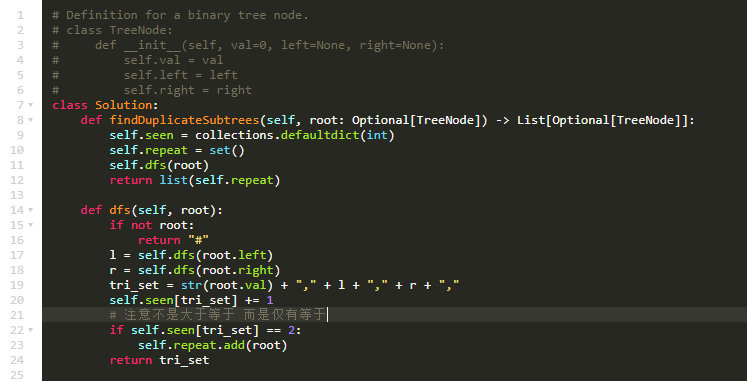 1 # Definition for a binary tree node.
2 # class TreeNode:
3 #     def __init__(self, val=0, left=None, right=None):
4 #         self.val = val
5 #         self.left = left
6 #         self.right = right
7 class Solution:
8     def findDuplicateSubtrees(self, root: Optional[TreeNode]) -> List[Optional[TreeNode]]:
9         self.seen = collections.defaultdict(int)
10         self.repeat = set()
11         self.dfs(root)
12         return list(self.repeat)
13
14     def dfs(self, root):
15         if not root:
16             return "#"
17         l = self.dfs(root.left)
18         r = self.dfs(root.right)
19         tri_set = str(root.val) + "," + l + "," + r + ","
20         self.seen[tri_set] += 1
21         # 注意不是大于等于 而是仅有等于
22         if self.seen[tri_set] == 2:
23             self.repeat.add(root)
24         return tri_set
25